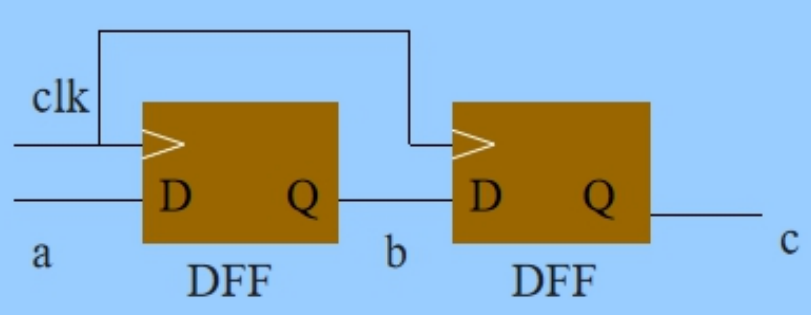 clk
D Q D Q
a b c
DFF DFF